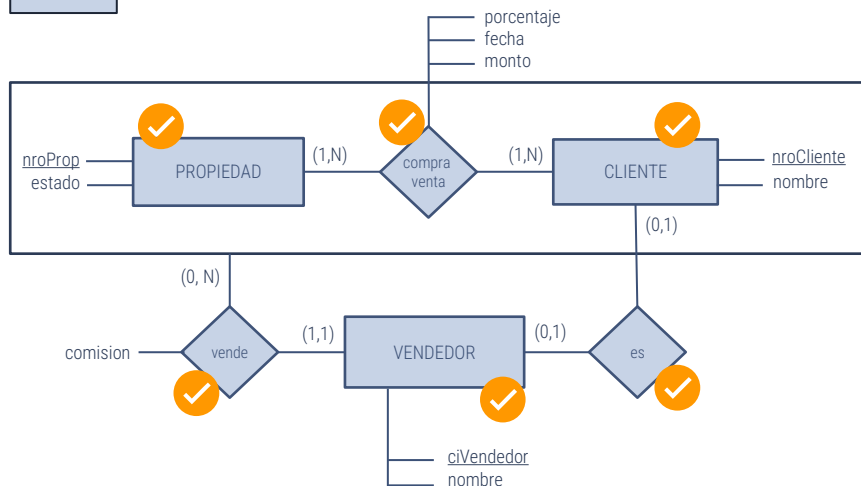 porcentaje
fecha
monto
nroProp
estado
PROPIEDAD
(1,N)
compra
venta
(1,N)
CLIENTE
nroCliente
nombre
(0,1)
(0, N)
comision
vende
(1,1)
VENDEDOR
(0,1)
es
ciVendedor
nombre